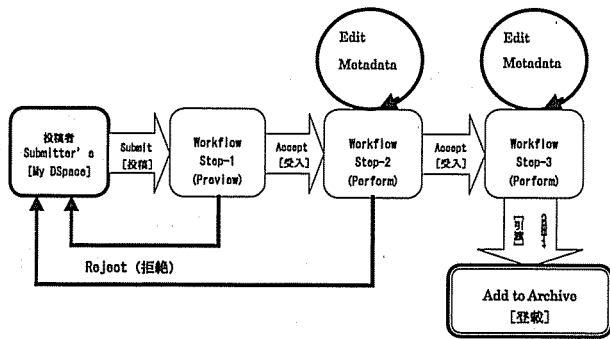 Edit
Metadata
Edit
Metadata
投稿者
Submitter's
[My DSpace]
Submit
[投稿]
Workflow
Step-1
(Preview)
Accept
[受入]
Workflow
Step-2
(Perform)
Accept
[受入]
Workflow
Step-3
(Perform)
Reject (拒絶)
Add to Archive
[登載]